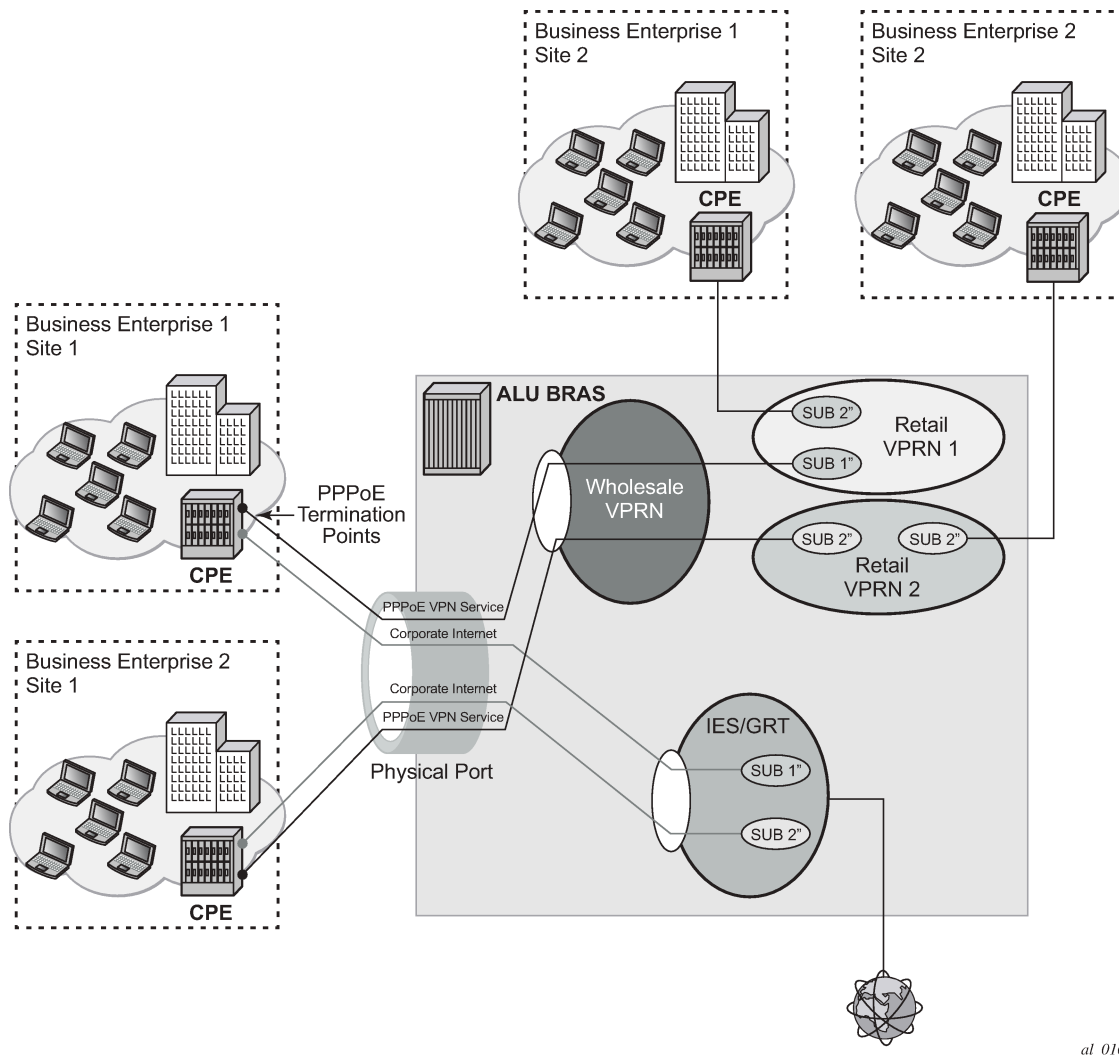 Business Enterprise 1
Site 2
CPE
Business Enterprise 2
Site 2
CPE
Business Enterprise 1
Site 1
CPE
PPPoE
Termination
Points
ALU BRAS
Wholesale
VPRN
SUB 2”
SUB 1”
Retail
VPRN 1
SUB 2”
SUB 2”
Retail
VPRN 2
PPPoE VPN Service
Corporate Internet
Corporate Internet
PPPoE VPN Service
Physical Port
Business Enterprise 2
Site 1
CPE
IES/GRT
SUB 1”
SUB 2”